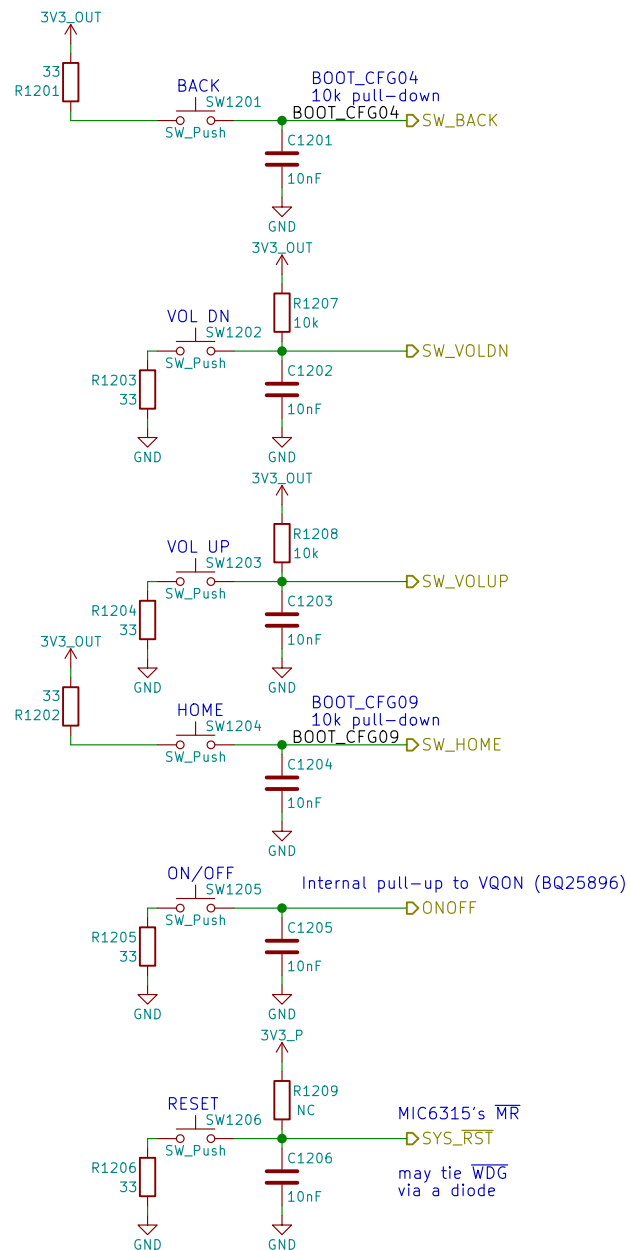 3V3_OUT
33
R1201
BACK
SW1201
SW_Push
BOOT_CFG04
10k pull-down
BOOT_CFG04
SW_BACK
C1201
10nF
GND
3V3_OUT
R1207
10k
VOL DN
SW1202
SW_Push
SW_VOLDN
R1203
33
C1202
10nF
GND
GND
3V3_OUT
R1208
10k
VOL UP
SW1203
SW_Push
SW_VOLUP
R1204
33
C1203
10nF
GND
GND
3V3_OUT
33
R1202
HOME
SW1204
SW_Push
BOOT_CFG09
10k pull-down
BOOT_CFG09
SW_HOME
C1204
10nF
GND
ON/OFF
SW1205
SW_Push
Internal pull-up to VQON (BQ25896)
ONOFF
R1205
33
C1205
10nF
GND
GND
3V3_P
R1209
NC
RESET
SW1206
SW_Push
MIC6315's MR
SYS_RST
R1206
33
C1206
10nF
may tie WDG
via a diode
GND
GND